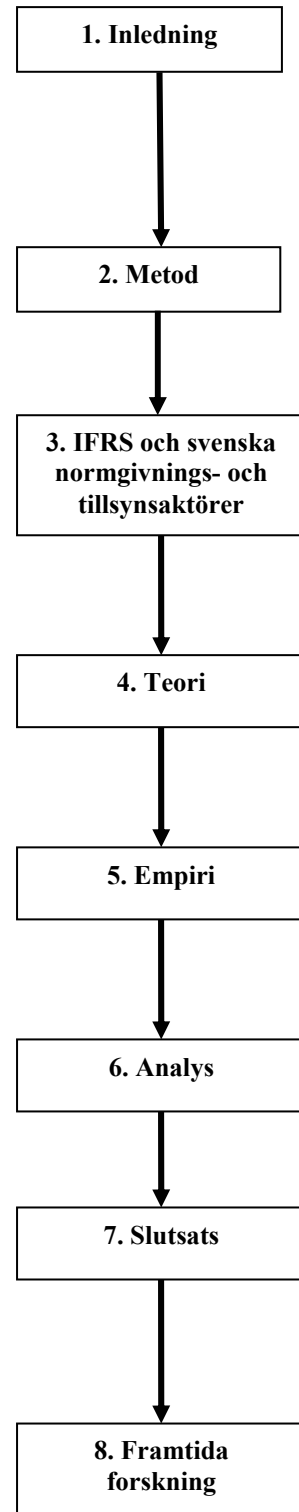 1. Inledning
2. Metod
3. IFRS och svenska
normgivnings- och
tillsynsaktörer
4. Teori
5. Empiri
6. Analys
7. Slutsats
8. Framtida
forskning